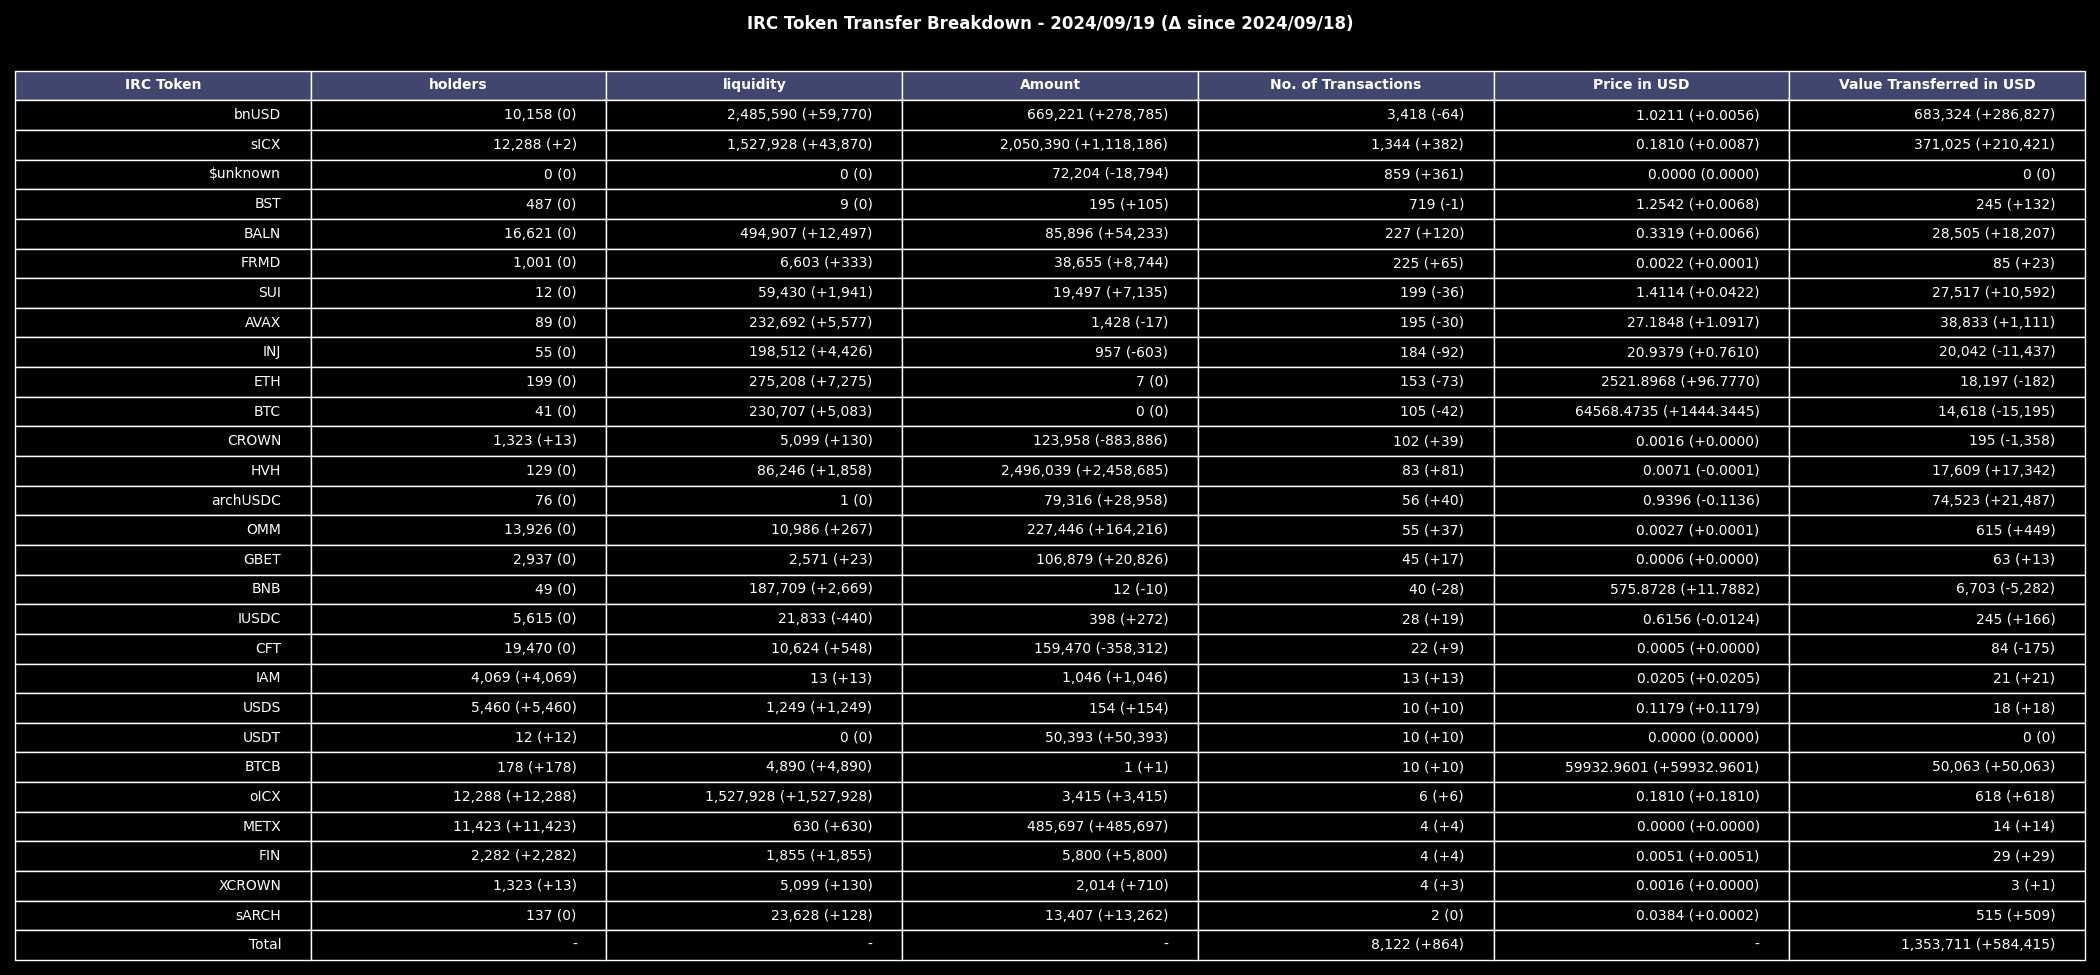 IRC Token Transfer Breakdown - 2024/09/19 (Δ since 2024/09/18)
IRC Token holders liquidity Amount No. of Transactions Price in USD Value Transferred in USD
bnUSD 10,158 (0) 2,485,590 (+59,770) 669,221 (+278,785) 3,418 (-64) 1.0211 (+0.0056) 683,324 (+286,827)
sICX 12,288 (+2) 1,527,928 (+43,870) 2,050,390 (+1,118,186) 1,344 (+382) 0.1810 (+0.0087) 371,025 (+210,421)
$unknown 0 (0) 0 (0) 72,204 (-18,794) 859 (+361) 0.0000 (0.0000) 0 (0)
BST 487 (0) 9 (0) 195 (+105) 719 (-1) 1.2542 (+0.0068) 245 (+132)
BALN 16,621 (0) 494,907 (+12,497) 85,896 (+54,233) 227 (+120) 0.3319 (+0.0066) 28,505 (+18,207)
FRMD 1,001 (0) 6,603 (+333) 38,655 (+8,744) 225 (+65) 0.0022 (+0.0001) 85 (+23)
SUI 12 (0) 59,430 (+1,941) 19,497 (+7,135) 199 (-36) 1.4114 (+0.0422) 27,517 (+10,592)
AVAX 89 (0) 232,692 (+5,577) 1,428 (-17) 195 (-30) 27.1848 (+1.0917) 38,833 (+1,111)
INJ 55 (0) 198,512 (+4,426) 957 (-603) 184 (-92) 20.9379 (+0.7610) 20,042 (-11,437)
ETH 199 (0) 275,208 (+7,275) 7 (0) 153 (-73) 2521.8968 (+96.7770) 18,197 (-182)
BTC 41 (0) 230,707 (+5,083) 0 (0) 105 (-42) 64568.4735 (+1444.3445) 14,618 (-15,195)
CROWN 1,323 (+13) 5,099 (+130) 123,958 (-883,886) 102 (+39) 0.0016 (+0.0000) 195 (-1,358)
HVH 129 (0) 86,246 (+1,858) 2,496,039 (+2,458,685) 83 (+81) 0.0071 (-0.0001) 17,609 (+17,342)
archUSDC 76 (0) 1 (0) 79,316 (+28,958) 56 (+40) 0.9396 (-0.1136) 74,523 (+21,487)
OMM 13,926 (0) 10,986 (+267) 227,446 (+164,216) 55 (+37) 0.0027 (+0.0001) 615 (+449)
GBET 2,937 (0) 2,571 (+23) 106,879 (+20,826) 45 (+17) 0.0006 (+0.0000) 63 (+13)
BNB 49 (0) 187,709 (+2,669) 12 (-10) 40 (-28) 575.8728 (+11.7882) 6,703 (-5,282)
IUSDC 5,615 (0) 21,833 (-440) 398 (+272) 28 (+19) 0.6156 (-0.0124) 245 (+166)
CFT 19,470 (0) 10,624 (+548) 159,470 (-358,312) 22 (+9) 0.0005 (+0.0000) 84 (-175)
IAM 4,069 (+4,069) 13 (+13) 1,046 (+1,046) 13 (+13) 0.0205 (+0.0205) 21 (+21)
USDS 5,460 (+5,460) 1,249 (+1,249) 154 (+154) 10 (+10) 0.1179 (+0.1179) 18 (+18)
USDT 12 (+12) 0 (0) 50,393 (+50,393) 10 (+10) 0.0000 (0.0000) 0 (0)
BTCB 178 (+178) 4,890 (+4,890) 1 (+1) 10 (+10) 59932.9601 (+59932.9601) 50,063 (+50,063)
oICX 12,288 (+12,288) 1,527,928 (+1,527,928) 3,415 (+3,415) 6 (+6) 0.1810 (+0.1810) 618 (+618)
METX 11,423 (+11,423) 630 (+630) 485,697 (+485,697) 4 (+4) 0.0000 (+0.0000) 14 (+14)
FIN 2,282 (+2,282) 1,855 (+1,855) 5,800 (+5,800) 4 (+4) 0.0051 (+0.0051) 29 (+29)
XCROWN 1,323 (+13) 5,099 (+130) 2,014 (+710) 4 (+3) 0.0016 (+0.0000) 3 (+1)
sARCH 137 (0) 23,628 (+128) 13,407 (+13,262) 2 (0) 0.0384 (+0.0002) 515 (+509)
Total - - - 8,122 (+864) - 1,353,711 (+584,415)